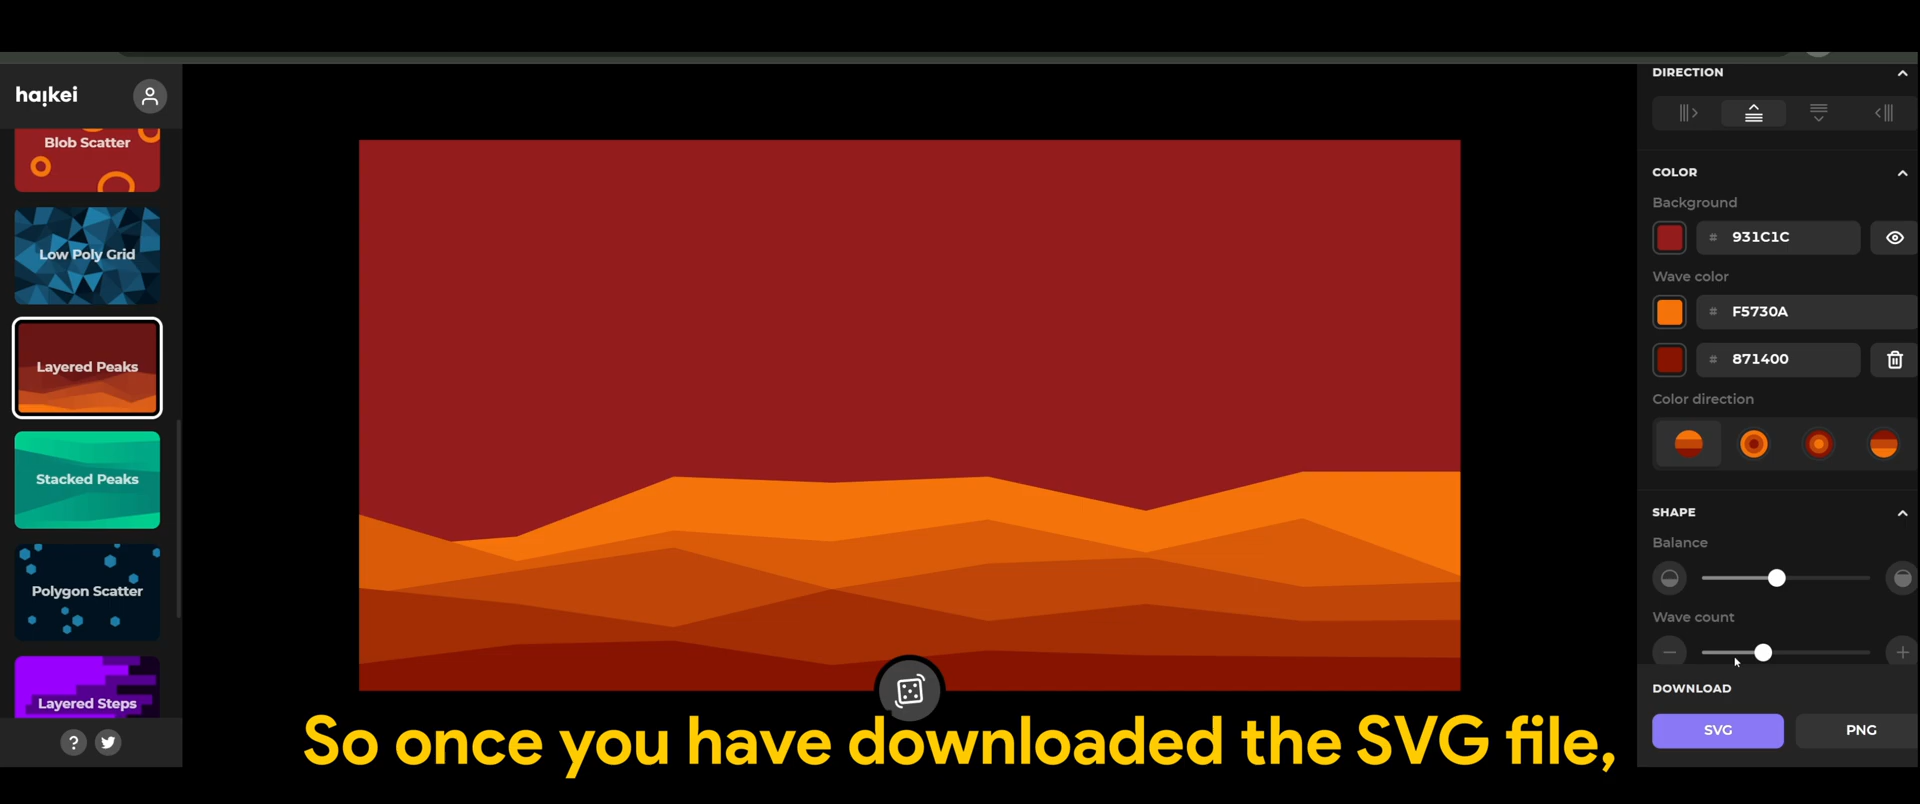 haikei
Blob Scatter
Low Poly Grid
Layered Peaks
Stacked Peaks
Polygon Scatter
Layered Steps
?
DIRECTION
COLOR
Background
# 931C1C
Wave color
# F5730A
# 871400
Color direction
SHAPE
Balance
Wave count
DOWNLOAD
SVG PNG
So once you have downloaded the SVG file,